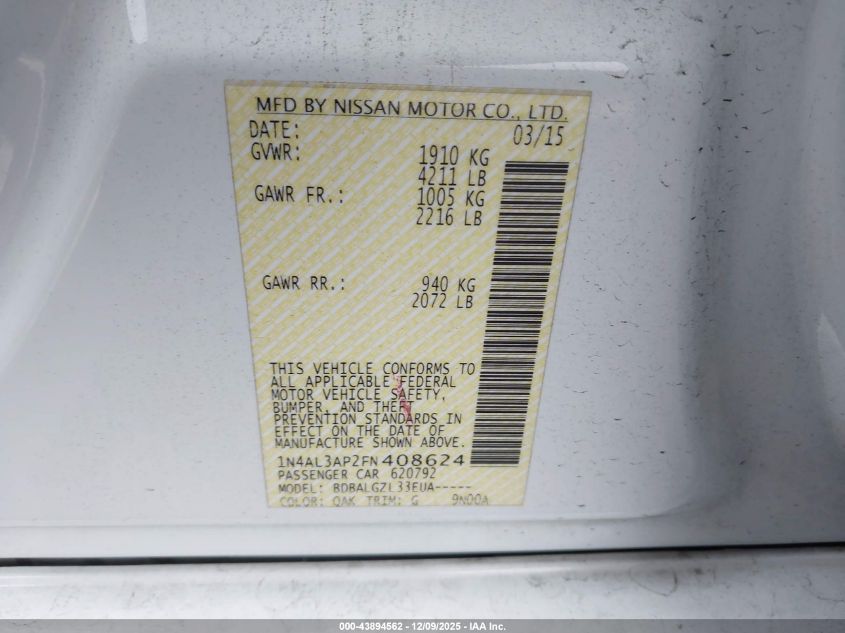 MFD BY NISSAN MOTOR CO., LTD.
DATE: 03/15
GVWR: 1910 KG
4211 LB
GAWR FR.: 1005 KG
2216 LB
GAWR RR.: 940 KG
2072 LB
THIS VEHICLE CONFORMS TO
ALL APPLICABLE FEDERAL
MOTOR VEHICLE SAFETY,
BUMPER, AND THEFT
PREVENTION STANDARDS IN
EFFECT ON THE DATE OF
MANUFACTURE SHOWN ABOVE.
1N4AL3AP2FN408624
PASSENGER CAR 620792
MODEL: BDBALGZL33EUA-----
COLOR: QAK TRIM: G 9N00A
000-43894562 - 12/09/2025 - IAA Inc.